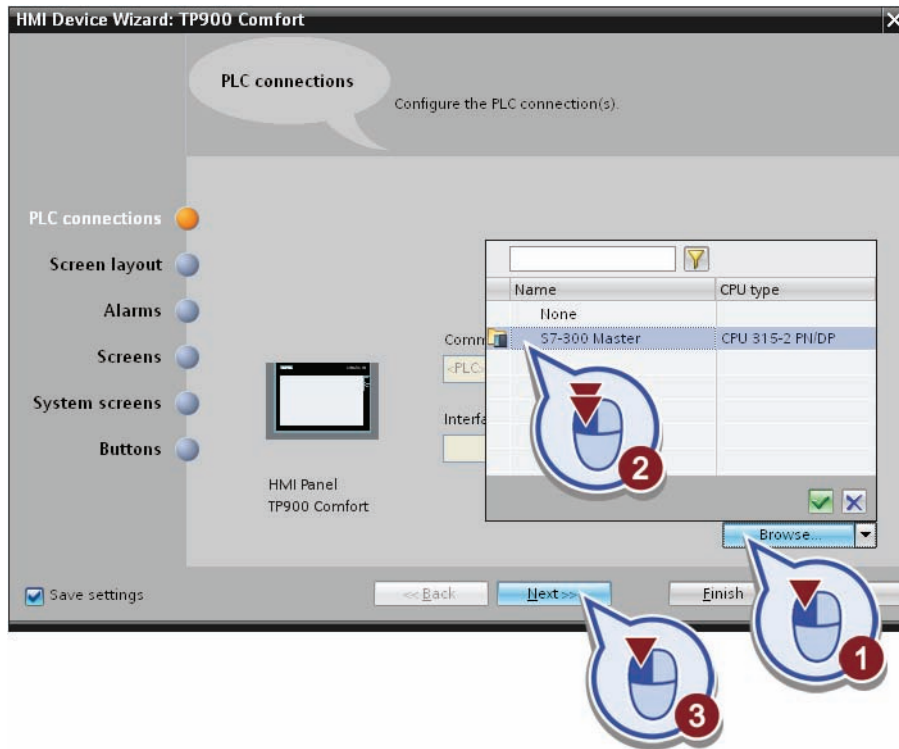 HMI Device Wizard: TP900 Comfort
PLC connections
Configure the PLC connection(s).
PLC connections
Screen layout
Alarms
Screens
System screens
Buttons
Name CPU type
None
S7-300 Master CPU 315-2 PN/DP
<PLC>
HMI Panel
TP900 Comfort
Browse...
Save settings
<< Back Next >> Finish
2
1
3